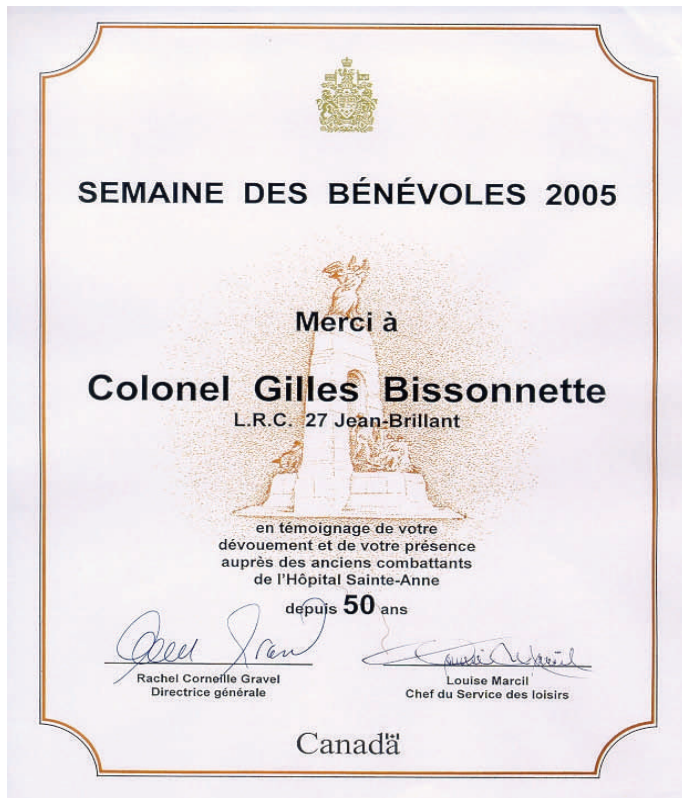 SEMAINE DES BÉNÉVOLES 2005
Merci à
Colonel Gilles Bissonnette
L.R.C. 27 Jean-Brillant
en témoignage de votre
dévouement et de votre présence
auprès des anciens combattants
de l'Hôpital Sainte-Anne
depuis 50 ans
Rachel Corneille Gravel
Directrice générale
Louise Marcil
Chef du Service des loisirs
Canada